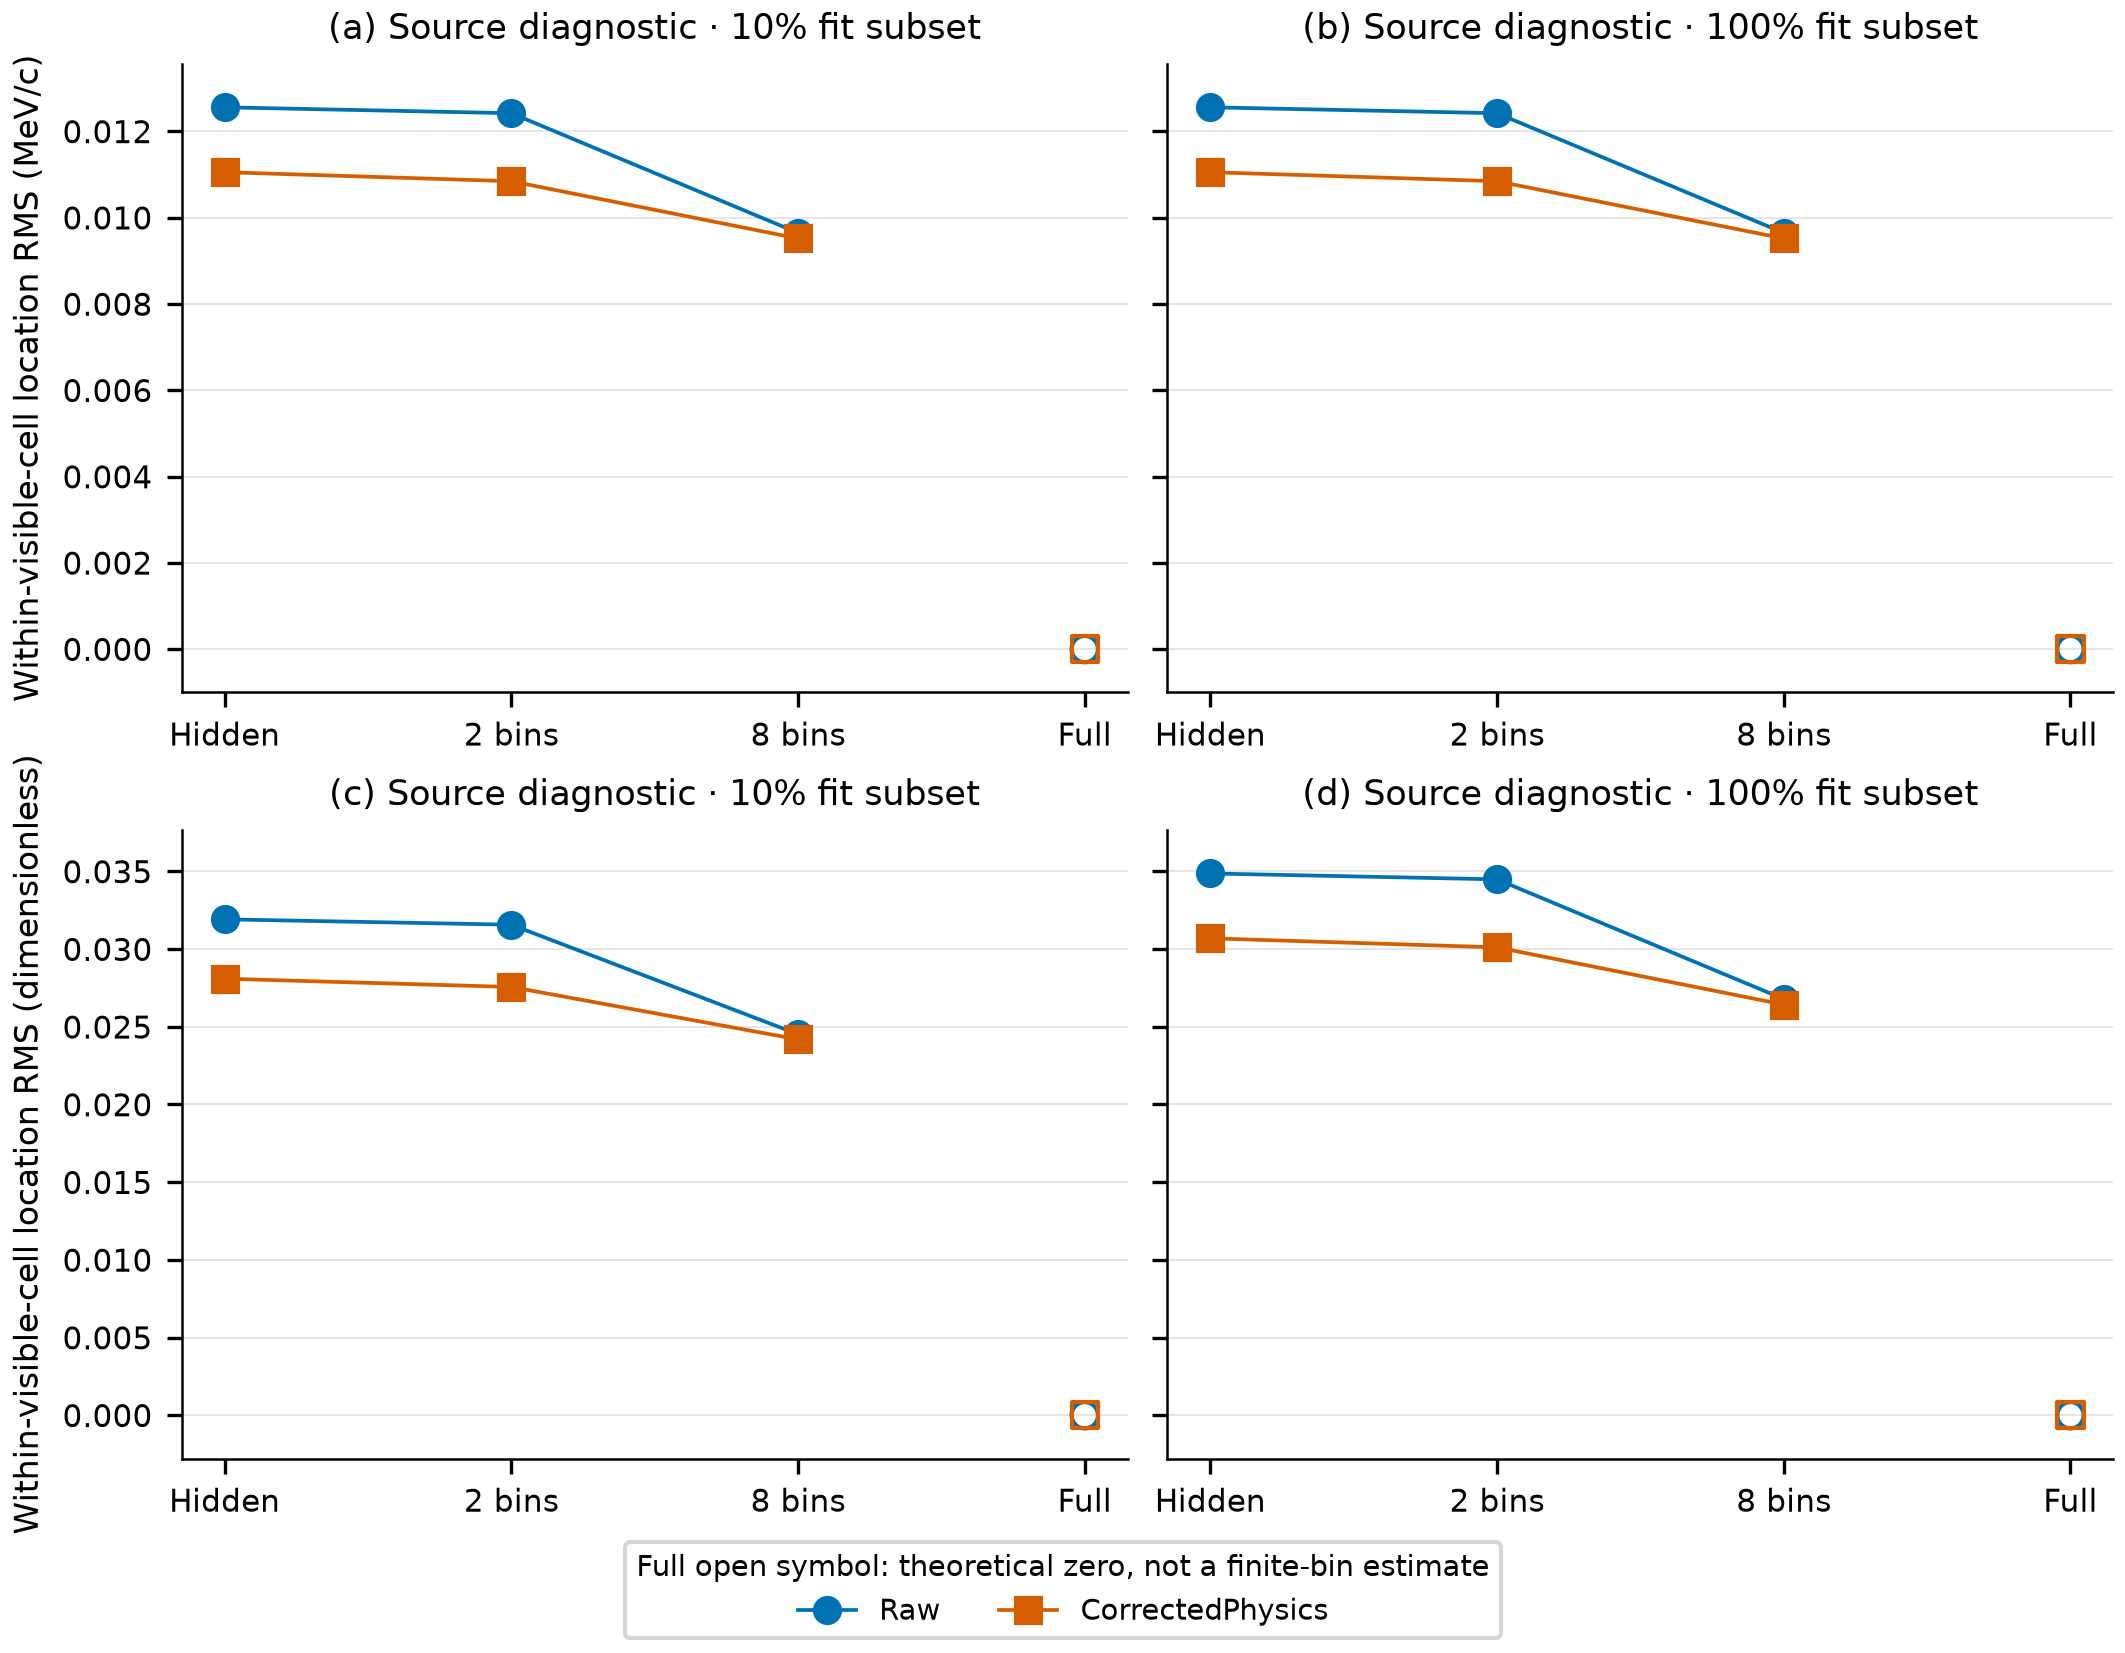 (a) Source diagnostic · 10% fit subset
(b) Source diagnostic · 100% fit subset
Within-visible-cell location RMS (MeV/c)
0.012
0.010
0.008
0.006
0.004
0.002
0.000
Hidden
2 bins
8 bins
Full
Hidden
2 bins
8 bins
Full
(c) Source diagnostic · 10% fit subset
(d) Source diagnostic · 100% fit subset
Within-visible-cell location RMS (dimensionless)
0.035
0.030
0.025
0.020
0.015
0.010
0.005
0.000
Hidden
2 bins
8 bins
Full
Hidden
2 bins
8 bins
Full
Full open symbol: theoretical zero, not a finite-bin estimate
Raw
CorrectedPhysics